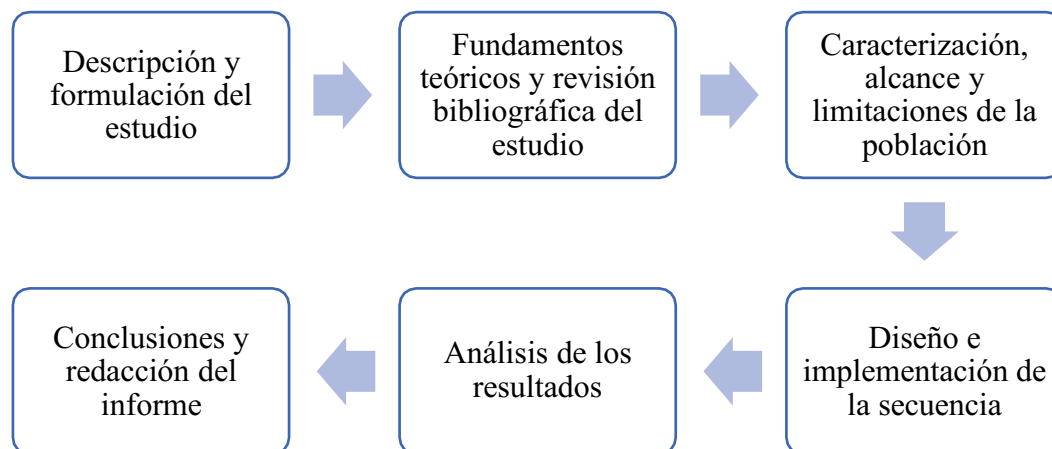 Descripción y
formulación del
estudio
Fundamentos
teóricos y revisión
bibliográfica del
estudio
Caracterización,
alcance y
limitaciones de la
población
Diseño e
implementación de
la secuencia
Análisis de los
resultados
Conclusiones y
redacción del
informe